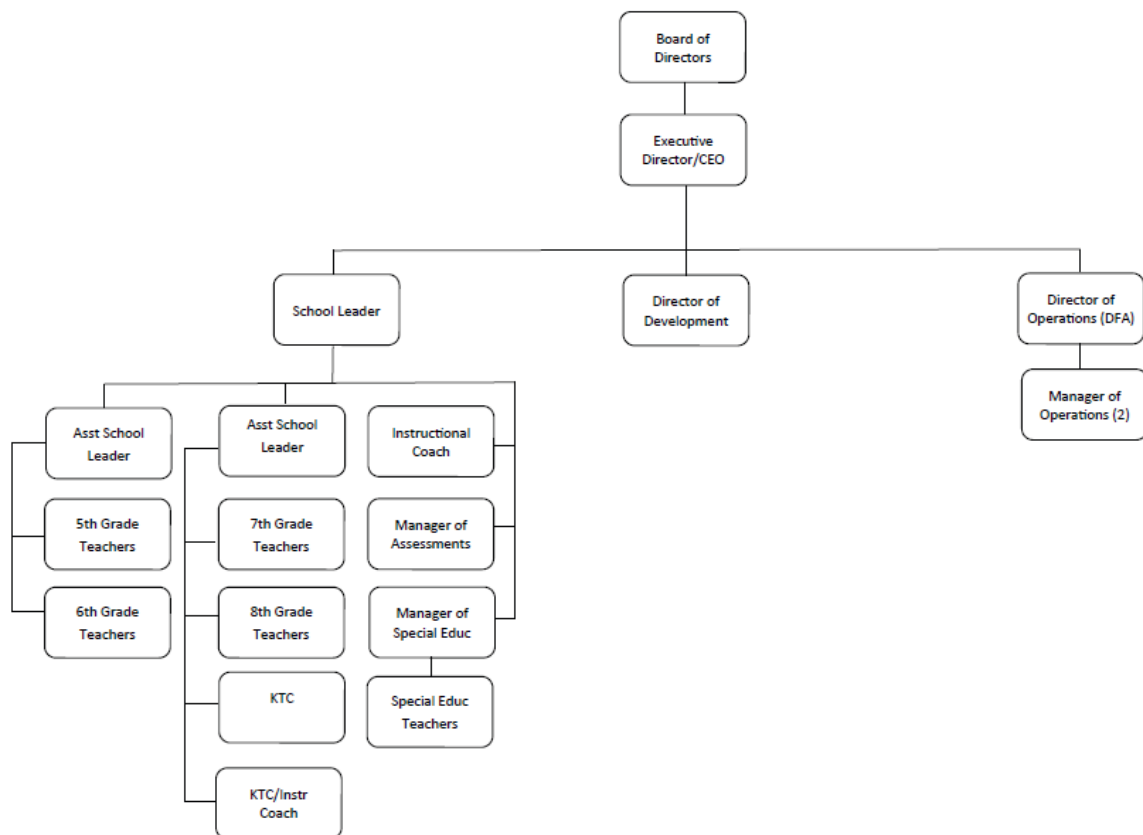 Board of
Directors
Executive
Director/CEO
School Leader
Director of
Development
Director of
Operations (DFA)
Manager of
Operations (2)
Asst School
Leader
Asst School
Leader
Instructional
Coach
5th Grade
Teachers
7th Grade
Teachers
Manager of
Assessments
6th Grade
Teachers
8th Grade
Teachers
Manager of
Special Educ
KTC
Special Educ
Teachers
KTC/Instr
Coach